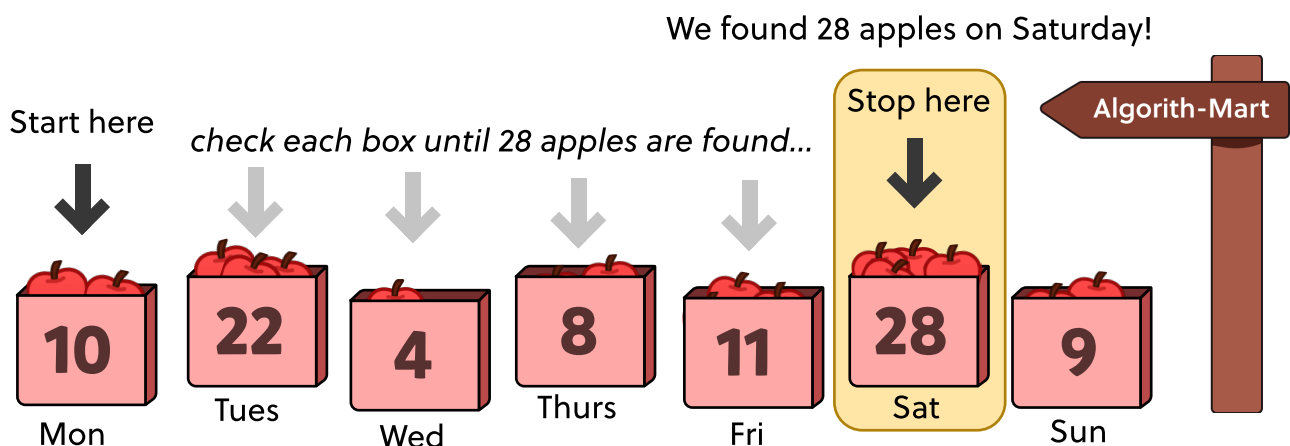 We found 28 apples on Saturday!
Start here
check each box until 28 apples are found...
Stop here
Algorith-Mart
10
22
4
8
11
28
9
Mon
Tues
Wed
Thurs
Fri
Sat
Sun